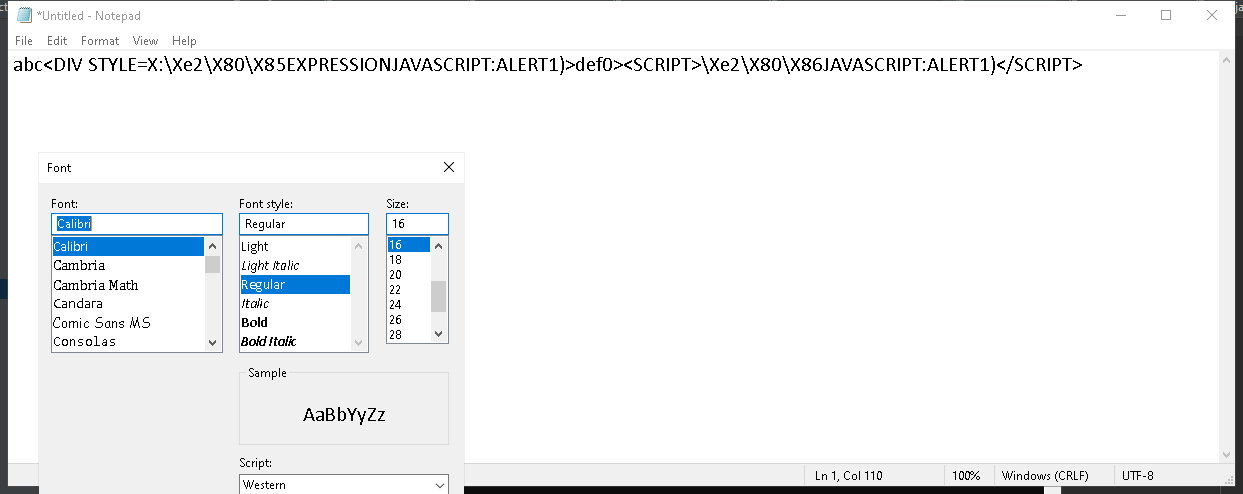 *Untitled - Notepad
File Edit Format View Help
abc<DIV STYLE=X:\Xe2\X80\X85EXPRESSIONJAVASCRIPT:ALERT1)>def0><SCRIPT>\Xe2\X80\X86JAVASCRIPT:ALERT1)</SCRIPT>
Font
Font: Font style: Size:
Calibri Regular 16
Calibri Light 16
Cambria Light Italic 18
Cambria Math Regular 20
Candara Italic 22
Comic Sans MS Bold 24
Consolas Bold Italic 26
28
Sample
AaBbYyZz
Script:
Western
Ln 1, Col 110 100% Windows (CRLF) UTF-8